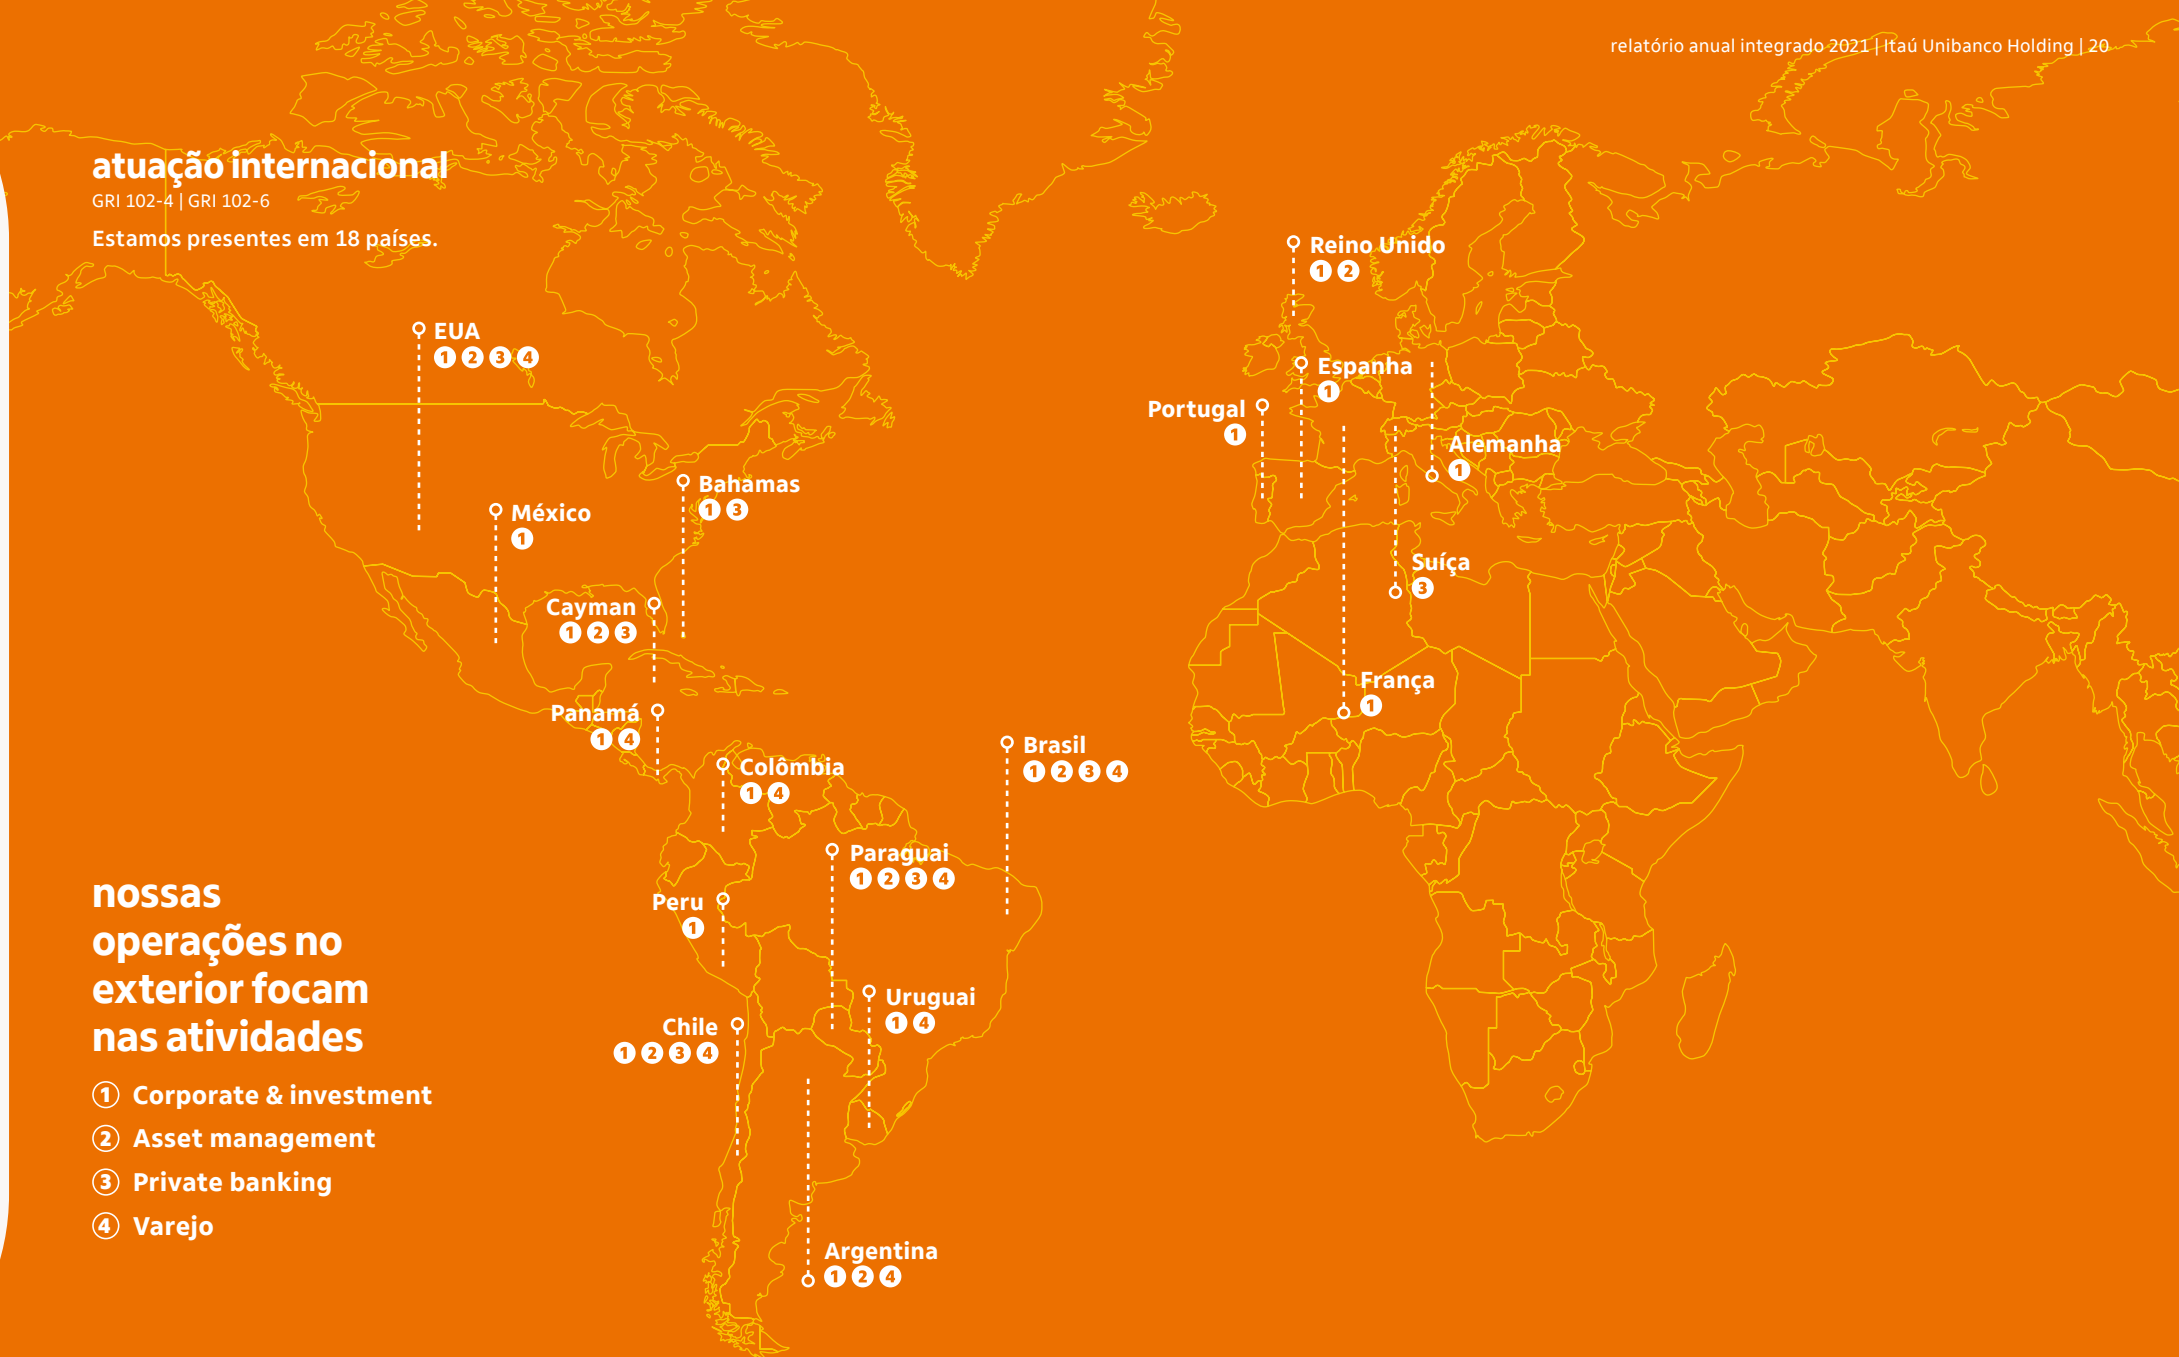 relatório anual integrado 2021 | Itaú Unibanco Holding | 20
atuação internacional
GRI 102-4 | GRI 102-6
Estamos presentes em 18 países.
Reino Unido
1 2
EUA
1 2 3 4
Espanha
1
Portugal
1
Alemanha
1
Bahamas
1 3
México
1
Suíça
3
Cayman
1 2 3
França
1
Panamá
1 4
Brasil
1 2 3 4
Colômbia
1 4
Paraguai
1 2 3 4
Peru
1
Uruguai
1 4
Chile
1 2 3 4
Argentina
1 2 4
nossas
operações no
exterior focam
nas atividades
1 Corporate & investment
2 Asset management
3 Private banking
4 Varejo